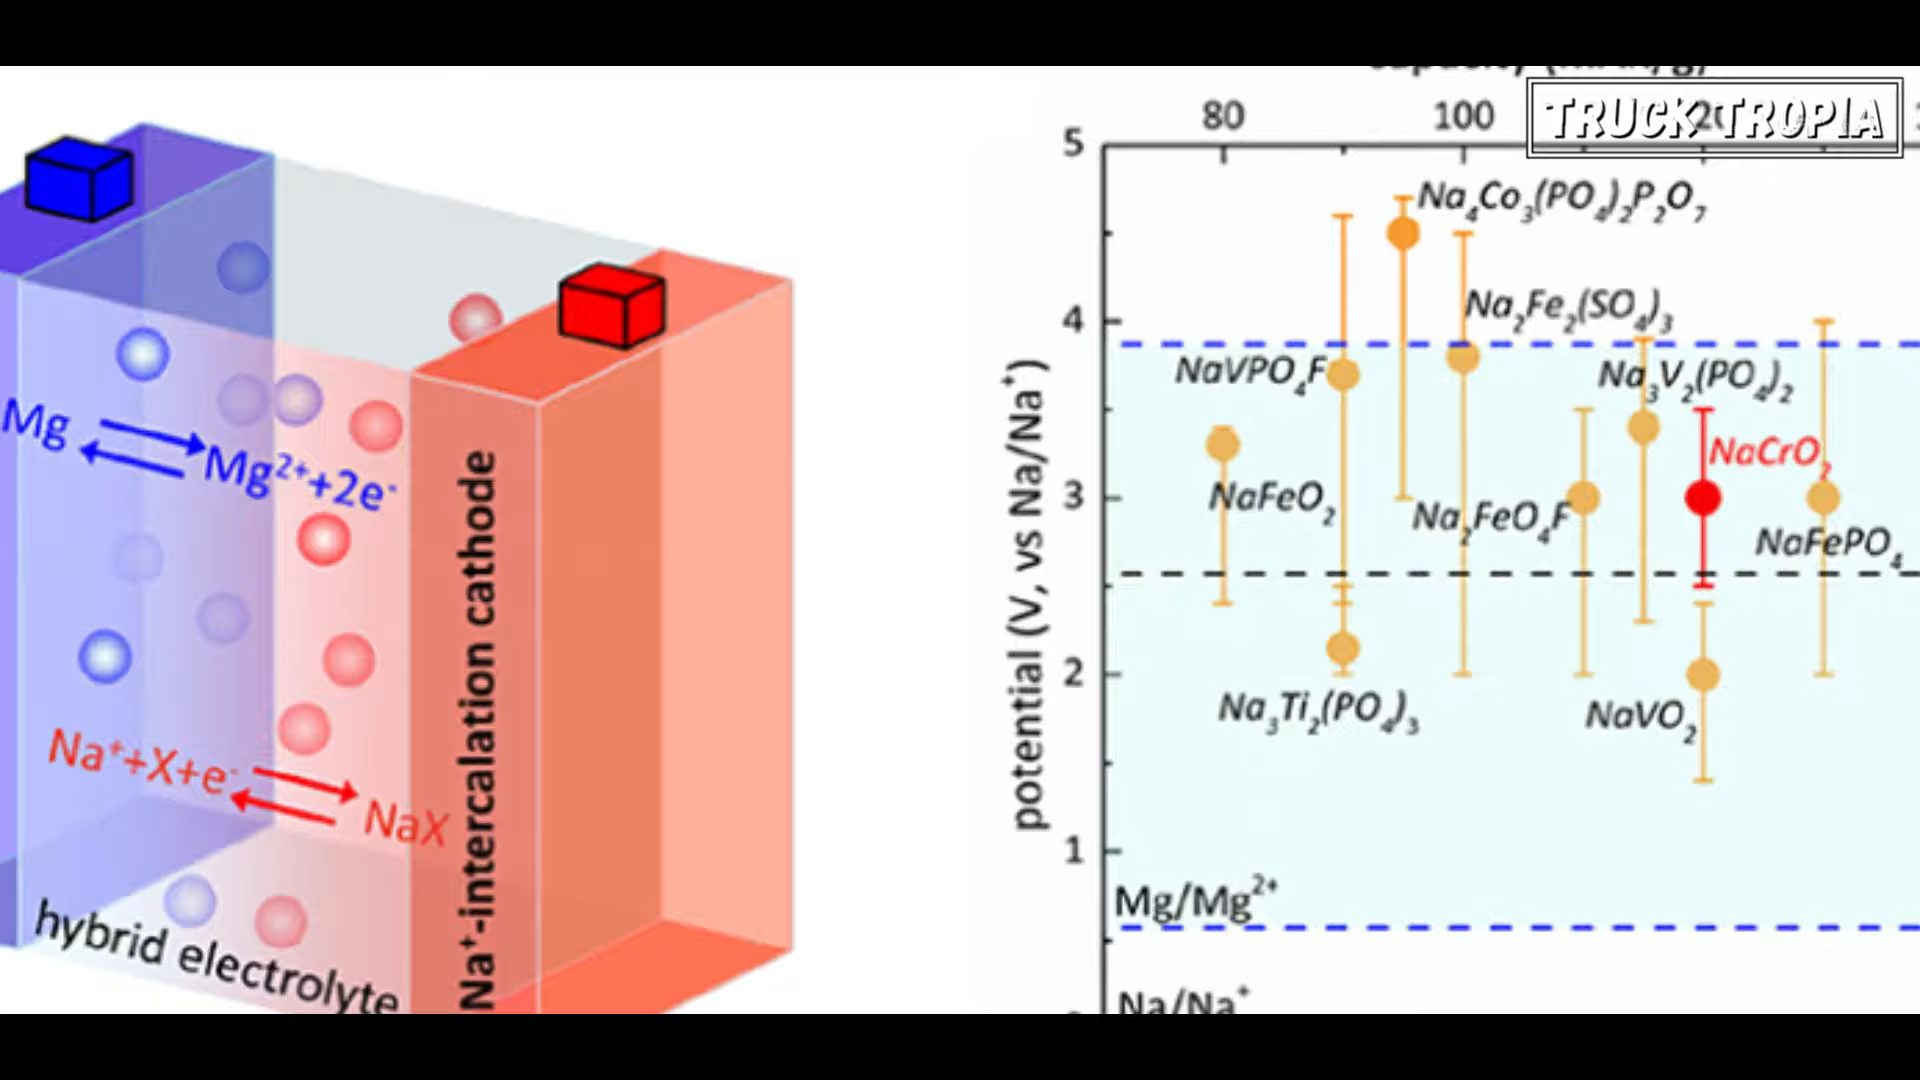 Mg
Mg²⁺+2e⁻
Na⁺+X+e⁻
NaX
hybrid electrolyte
Na⁺-intercalation cathode
TRUCK TROPIA
80
100
5
4
3
2
1
potential (V, vs Na/Na⁺)
Na₄Co₃(PO₄)₂P₂O₇
Na₂Fe₂(SO₄)₃
NaVPO₄F
Na₃V₂(PO₄)₂
NaCrO₂
NaFeO₂
Na₂FeO₄F
NaFePO₄
Na₃Ti₂(PO₄)₃
NaVO₂
Mg/Mg²⁺
Na/Na⁺